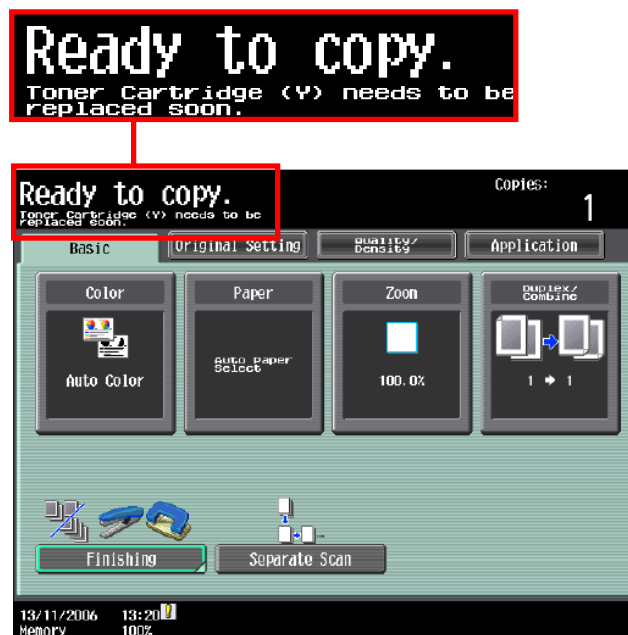 Ready to copy.
Toner Cartridge (Y) needs to be
replaced soon.
Ready to copy.
Toner Cartridge (Y) needs to be
replaced soon.
Copies:
1
Basic
Original Setting
Quality/
Density
Application
Color
Paper
Zoom
Duplex/
Combine
Auto Color
Auto Paper
Select
100.0%
1 → 1
Finishing
Separate Scan
13/11/2006 13:20
Memory 100%